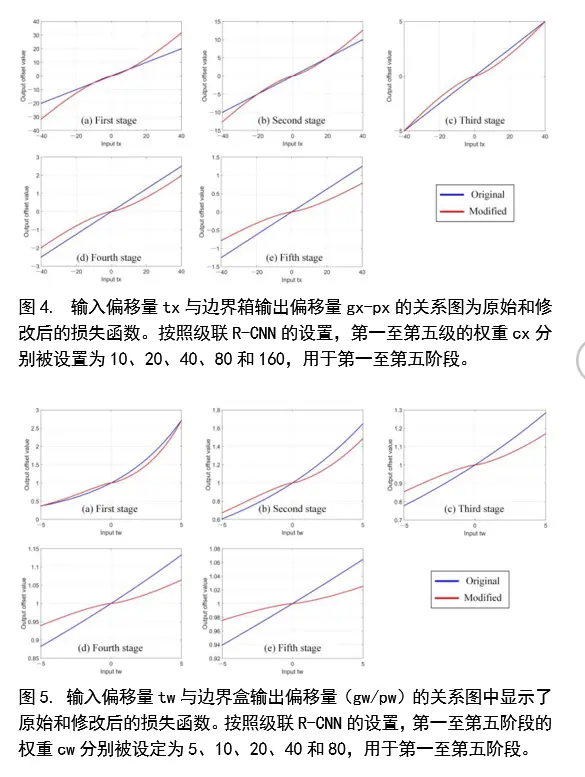 40
30
20
10
0
−10
−20
−30
−40
−40 −20 0 20 40
Output offset value
Input tx
(a) First stage
15
10
5
0
−5
−10
−15
−40 −20 0 20 40
Output offset value
Input tx
(b) Second stage
5
0
−5
−40 −20 0 20 40
Output offset value
Input tx
(c) Third stage
3
2
1
0
−1
−2
−3
−40 −20 0 20 40
Output offset value
Input tx
(d) Fourth stage
1.5
1
0.5
0
−0.5
−1
−1.5
−40 −20 0 20 40
Output offset value
Input tx
(e) Fifth stage
Original
Modified
图 4. 输入偏移量 tx 与边界箱输出偏移量 gx-px 的关系图为原始和修
改后的损失函数。按照级联 R-CNN 的设置，第一至第五级的权重 cx 分
别被设置为 10、20、40、80 和 160，用于第一至第五阶段。
3
2.5
2
1.5
1
0.5
0
−5 0 5
Output offset value
Input tw
(a) First stage
1.8
1.6
1.4
1.2
1
0.8
0.6
−5 0 5
Output offset value
Input tw
(b) Second stage
1.3
1.2
1.1
1
0.9
0.8
0.7
−5 0 5
Output offset value
Input tw
(c) Third stage
1.15
1.1
1.05
1
0.95
0.9
0.85
−5 0 5
Output offset value
Input tw
(d) Fourth stage
1.08
1.06
1.04
1.02
1
0.98
0.96
0.94
0.92
−5 0 5
Output offset value
Input tw
(e) Fifth stage
Original
Modified
图 5. 输入偏移量 tw 与边界盒输出偏移量（gw/pw）的关系图中显示了
原始和修改后的损失函数。按照级联 R-CNN 的设置，第一至第五阶段的
权重 cw 分别被设定为 5、10、20、40 和 80，用于第一至第五阶段。